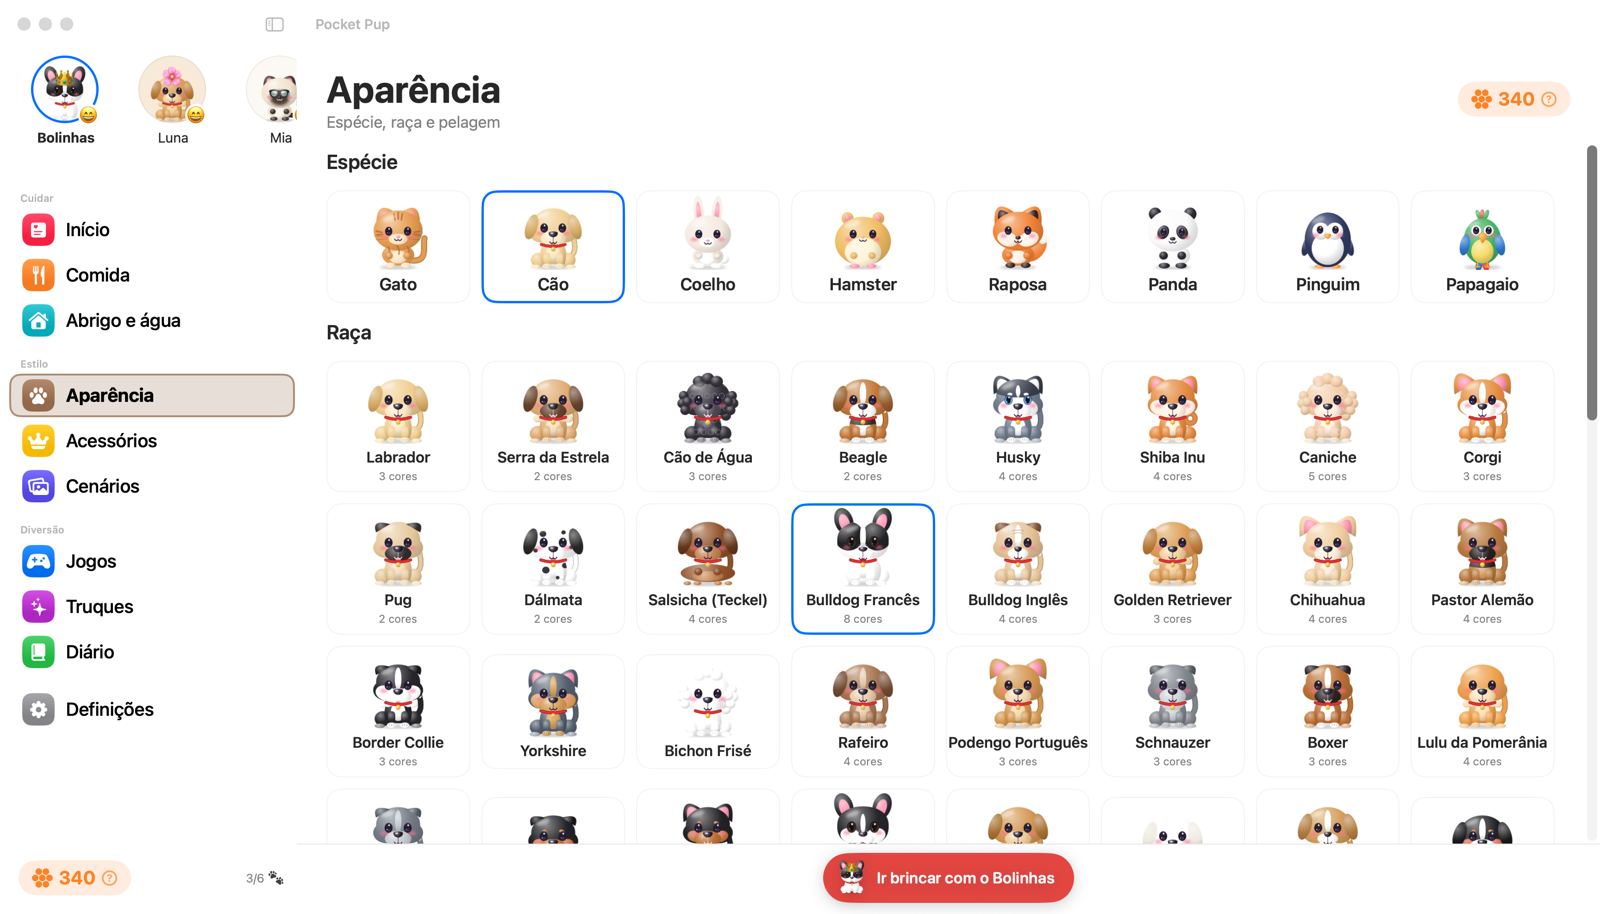 Pocket Pup
Bolinhas
Luna
Mia
Cuidar
Início
Comida
Abrigo e água
Estilo
Aparência
Acessórios
Cenários
Diversão
Jogos
Truques
Diário
Definições
340
3/6
Aparência
Espécie, raça e pelagem
340
Espécie
Gato
Cão
Coelho
Hamster
Raposa
Panda
Pinguim
Papagaio
Raça
Labrador
3 cores
Serra da Estrela
2 cores
Cão de Água
3 cores
Beagle
2 cores
Husky
4 cores
Shiba Inu
4 cores
Caniche
5 cores
Corgi
3 cores
Pug
2 cores
Dálmata
2 cores
Salsicha (Teckel)
4 cores
Bulldog Francês
8 cores
Bulldog Inglês
4 cores
Golden Retriever
3 cores
Chihuahua
4 cores
Pastor Alemão
4 cores
Border Collie
3 cores
Yorkshire
Bichon Frisé
Rafeiro
4 cores
Podengo Português
3 cores
Schnauzer
3 cores
Boxer
3 cores
Lulu da Pomerânia
4 cores
Ir brincar com o Bolinhas